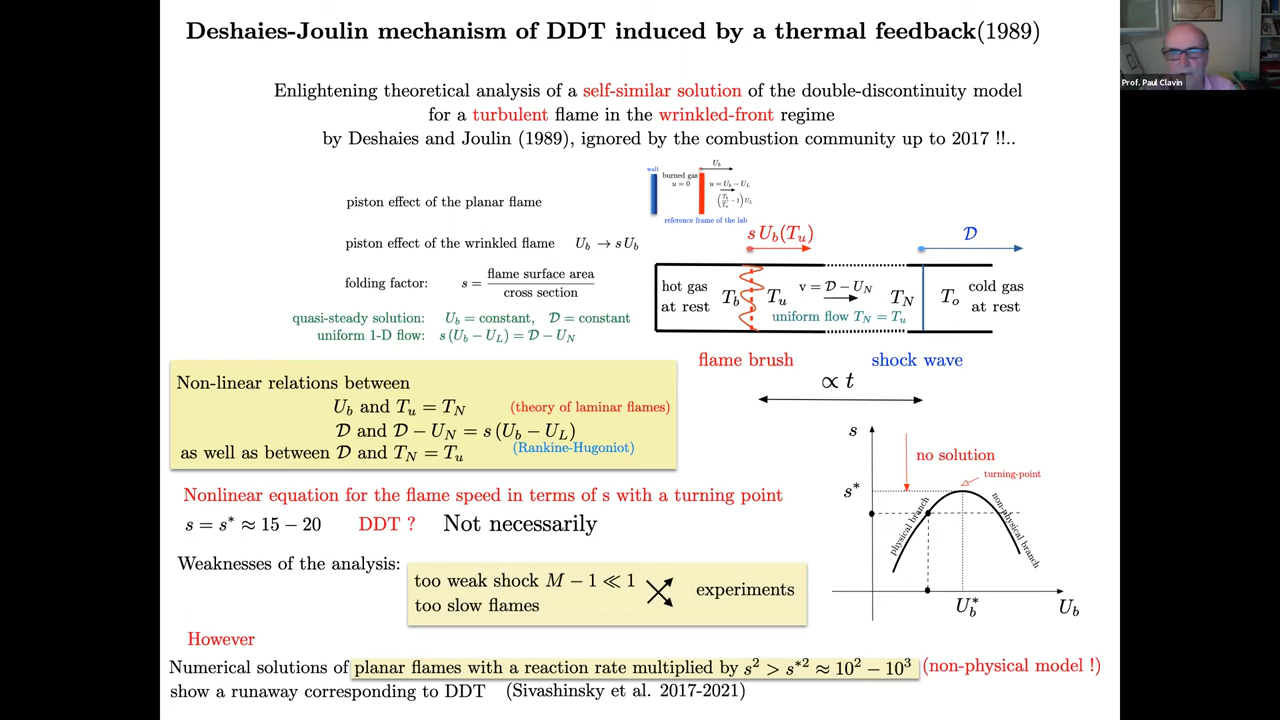 Deshaies-Joulin mechanism of DDT induced by a thermal feedback(1989)
Prof. Paul Clavin
Enlightening theoretical analysis of a self-similar solution of the double-discontinuity model
for a turbulent flame in the wrinkled-front regime
by Deshaies and Joulin (1989), ignored by the combustion community up to 2017 !!..
U_b
wall
burned gas
u = 0
u = U_b − U_L
(T_b/T_u − 1) U_L
reference frame of the lab
piston effect of the planar flame
piston effect of the wrinkled flame U_b → s U_b
folding factor: s = flame surface area / cross section
quasi-steady solution: U_b = constant, 𝒟 = constant
uniform 1-D flow: s (U_b − U_L) = 𝒟 − U_N
s U_b(T_u)
𝒟
hot gas
at rest
T_b
T_u
v = 𝒟 − U_N
T_N
T_o
cold gas
at rest
uniform flow T_N = T_u
flame brush
shock wave
∝ t
Non-linear relations between
U_b and T_u = T_N (theory of laminar flames)
𝒟 and 𝒟 − U_N = s (U_b − U_L)
as well as between 𝒟 and T_N = T_u (Rankine-Hugoniot)
s
no solution
turning-point
s*
physical branch
non-physical branch
U_b*
U_b
Nonlinear equation for the flame speed in terms of s with a turning point
s = s* ≈ 15 − 20 DDT ? Not necessarily
Weaknesses of the analysis:
too weak shock M − 1 ≪ 1
too slow flames
experiments
However
Numerical solutions of planar flames with a reaction rate multiplied by s² > s*² ≈ 10² − 10³ (non-physical model !)
show a runaway corresponding to DDT (Sivashinsky et al. 2017-2021)